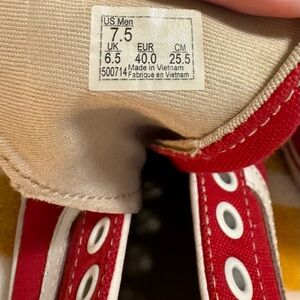 US Men
7.5
UK EUR CM
6.5 40.0 25.5
500714 Made in Vietnam
Fabriqué en Vietnam